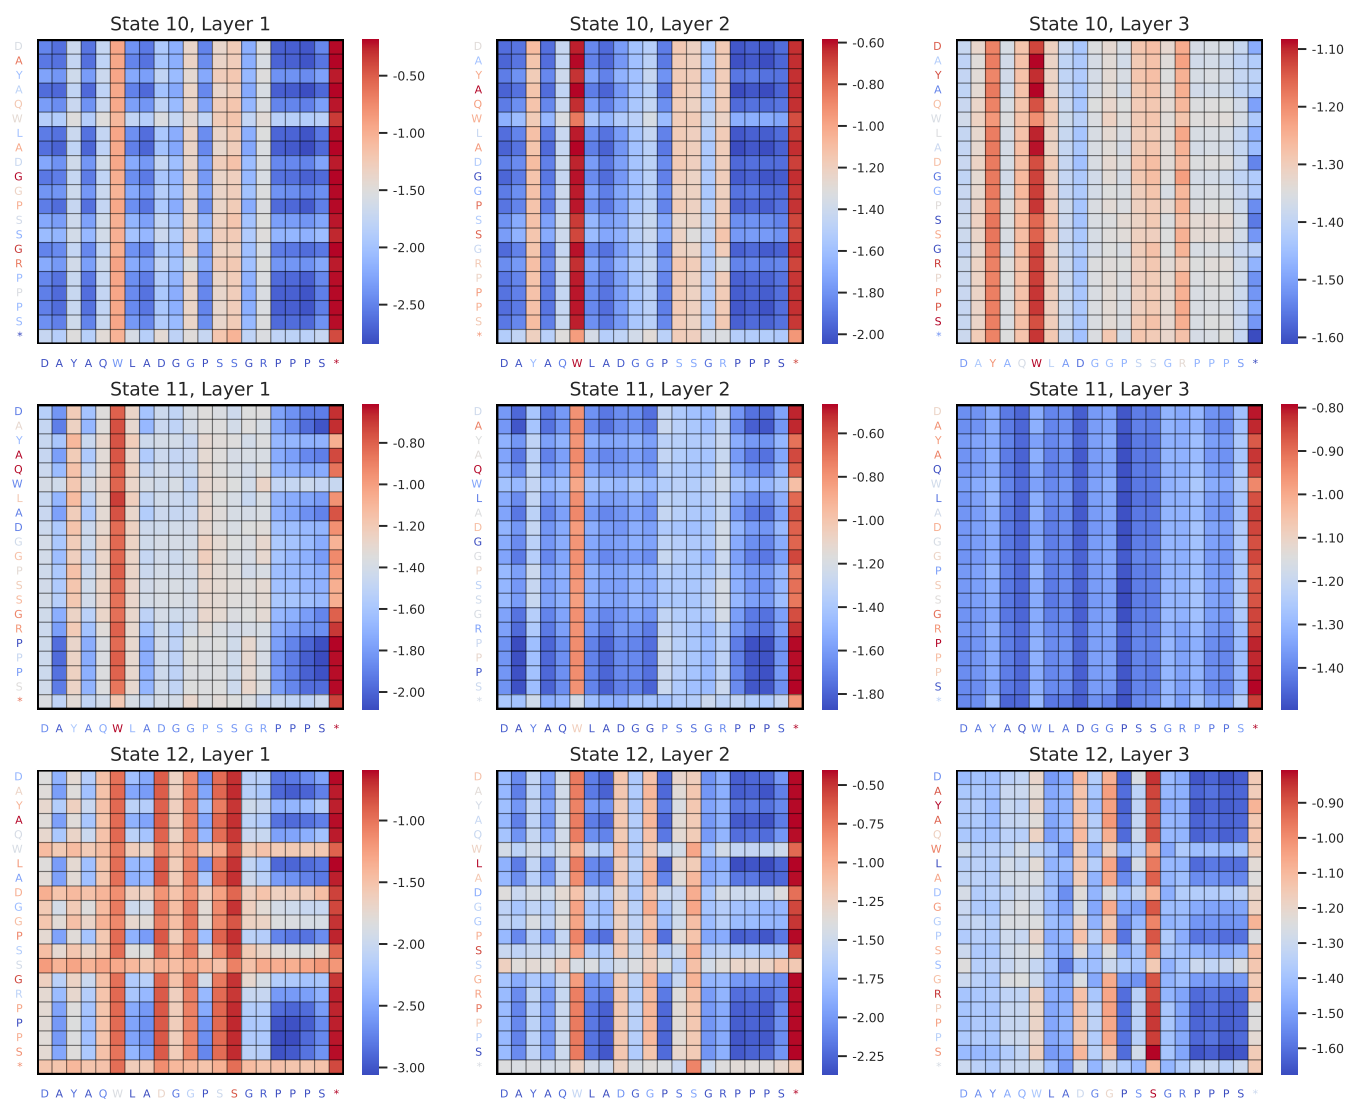 State 10, Layer 1
D A Y A Q W L A D G G P S S G R P P P S *
-0.50
-1.00
-1.50
-2.00
-2.50
D A Y A Q W L A D G G P S S G R P P P S *
State 10, Layer 2
D A Y A Q W L A D G G P S S G R P P P S *
-0.60
-0.80
-1.00
-1.20
-1.40
-1.60
-1.80
-2.00
D A Y A Q W L A D G G P S S G R P P P S *
State 10, Layer 3
D A Y A Q W L A D G G P S S G R P P P S *
-1.10
-1.20
-1.30
-1.40
-1.50
-1.60
D A Y A Q W L A D G G P S S G R P P P S *
State 11, Layer 1
D A Y A Q W L A D G G P S S G R P P P S *
-0.80
-1.00
-1.20
-1.40
-1.60
-1.80
-2.00
D A Y A Q W L A D G G P S S G R P P P S *
State 11, Layer 2
D A Y A Q W L A D G G P S S G R P P P S *
-0.60
-0.80
-1.00
-1.20
-1.40
-1.60
-1.80
D A Y A Q W L A D G G P S S G R P P P S *
State 11, Layer 3
D A Y A Q W L A D G G P S S G R P P P S *
-0.80
-0.90
-1.00
-1.10
-1.20
-1.30
-1.40
D A Y A Q W L A D G G P S S G R P P P S *
State 12, Layer 1
D A Y A Q W L A D G G P S S G R P P P S *
-1.00
-1.50
-2.00
-2.50
-3.00
D A Y A Q W L A D G G P S S G R P P P S *
State 12, Layer 2
D A Y A Q W L A D G G P S S G R P P P S *
-0.50
-0.75
-1.00
-1.25
-1.50
-1.75
-2.00
-2.25
D A Y A Q W L A D G G P S S G R P P P S *
State 12, Layer 3
D A Y A Q W L A D G G P S S G R P P P S *
-0.90
-1.00
-1.10
-1.20
-1.30
-1.40
-1.50
-1.60
D A Y A Q W L A D G G P S S G R P P P S *